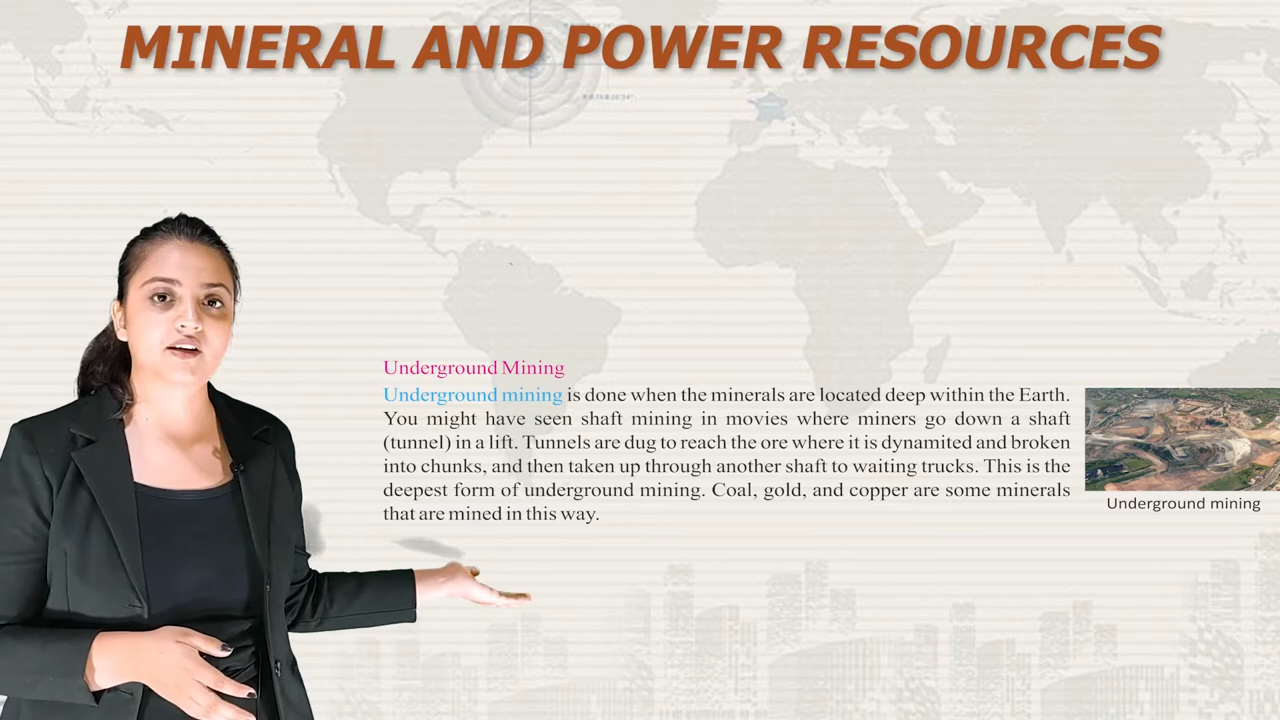 MINERAL AND POWER RESOURCES
Underground Mining
Underground mining is done when the minerals are located deep within the Earth.
You might have seen shaft mining in movies where miners go down a shaft
(tunnel) in a lift. Tunnels are dug to reach the ore where it is dynamited and broken
into chunks, and then taken up through another shaft to waiting trucks. This is the
deepest form of underground mining. Coal, gold, and copper are some minerals
that are mined in this way.
Underground mining